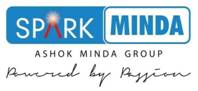 SPARK MINDA
ASHOK MINDA GROUP
Powered by Passion